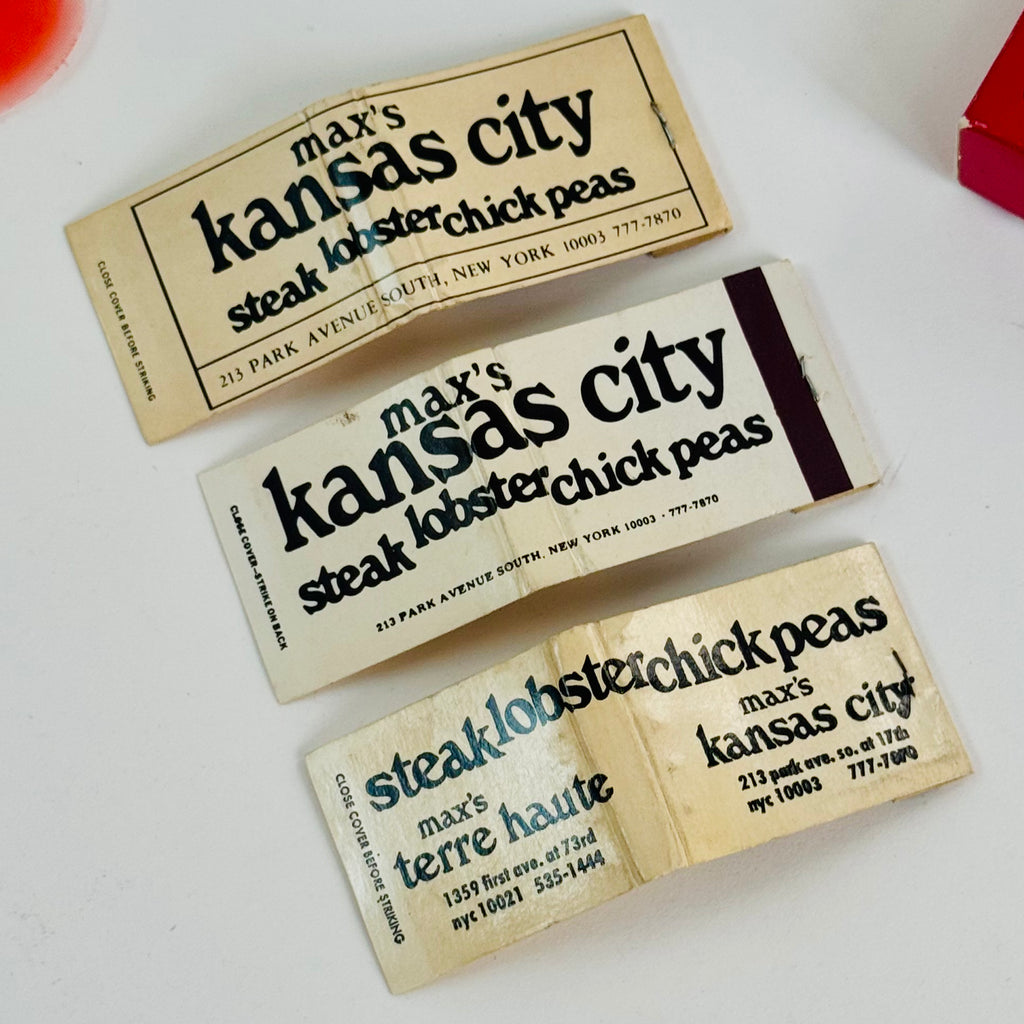 max's
kansas city
steak lobster chick peas
213 PARK AVENUE SOUTH, NEW YORK 10003 777-7870
CLOSE COVER BEFORE STRIKING
max's
kansas city
steak lobster chick peas
213 PARK AVENUE SOUTH, NEW YORK 10003 · 777-7870
CLOSE COVER—STRIKE ON BACK
steak lobster chick peas
max's
kansas city
213 park ave. so. at 17th
nyc 10003 777-7870
max's
terre haute
1359 first ave. at 73rd
nyc 10021 535-1444
CLOSE COVER BEFORE STRIKING